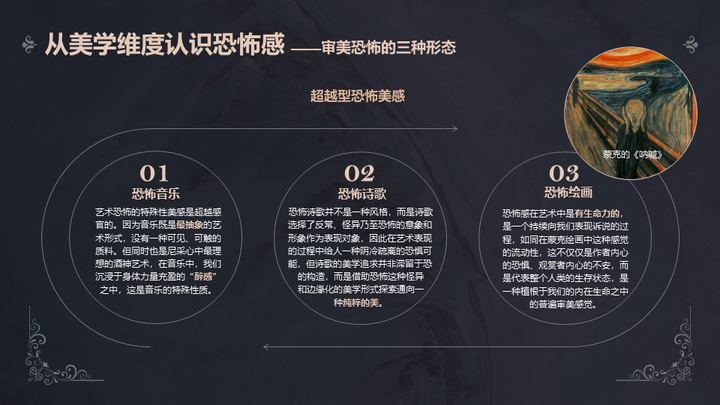 从美学维度认识恐怖感 ——审美恐怖的三种形态
超越型恐怖美感
蒙克的《呐喊》
01
恐怖音乐
艺术恐怖的特殊性美感是超越感
官的。因为音乐既是最抽象的艺
术形式，没有一种可见、可触的
质料。但同时也是尼采心中最理
想的酒神艺术，在音乐中，我们
沉浸于身体力量充盈的“醉感”
之中，这是音乐的特殊性质。
02
恐怖诗歌
恐怖诗歌并不是一种风格，而是诗歌
选择了反常、怪异乃至恐怖的意象和
形象作为表现对象，因此在艺术表现
的过程中给人一种阴冷疏离的恐惧可
能，但诗歌的美学追求并非滞留于恐
的构造，而是借助恐怖这种怪异
和边缘化的美学形式探索通向一
种纯粹的美。
03
恐怖绘画
恐怖感在艺术中是有生命力的，
是一个持续向我们表现诉说的过
程，如同在蒙克绘画中这种感觉
的流动性，这不仅仅是作者内心
的恐惧、观赏者内心的不安，而
是代表整个人类的生存状态，是
一种植根于我们的内在生命之中
的普遍审美感觉。